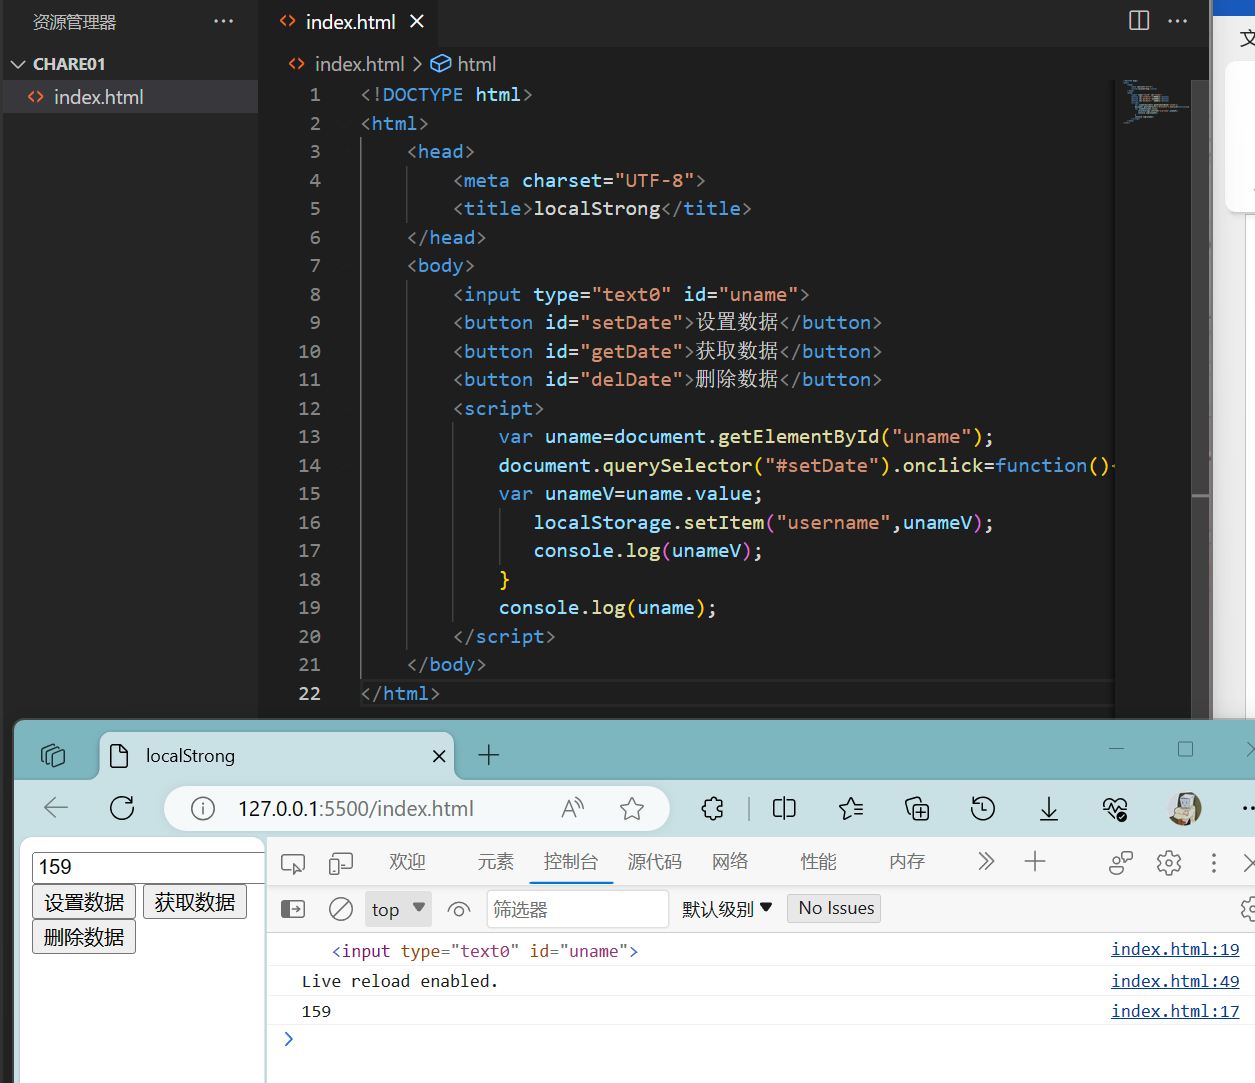 资源管理器 ···
index.html
CHARE01
index.html
index.html > html
1 <!DOCTYPE html>
2 <html>
3 <head>
4 <meta charset="UTF-8">
5 <title>localStrong</title>
6 </head>
7 <body>
8 <input type="text0" id="uname">
9 <button id="setDate">设置数据</button>
10 <button id="getDate">获取数据</button>
11 <button id="delDate">删除数据</button>
12 <script>
13 var uname=document.getElementById("uname");
14 document.querySelector("#setDate").onclick=function(){
15 var unameV=uname.value;
16 localStorage.setItem("username",unameV);
17 console.log(unameV);
18 }
19 console.log(uname);
20 </script>
21 </body>
22 </html>
文
localStrong
127.0.0.1:5500/index.html
159
设置数据 获取数据
删除数据
欢迎 元素 控制台 源代码 网络 性能 内存
top 筛选器 默认级别 No Issues
<input type="text0" id="uname"> index.html:19
Live reload enabled. index.html:49
159 index.html:17